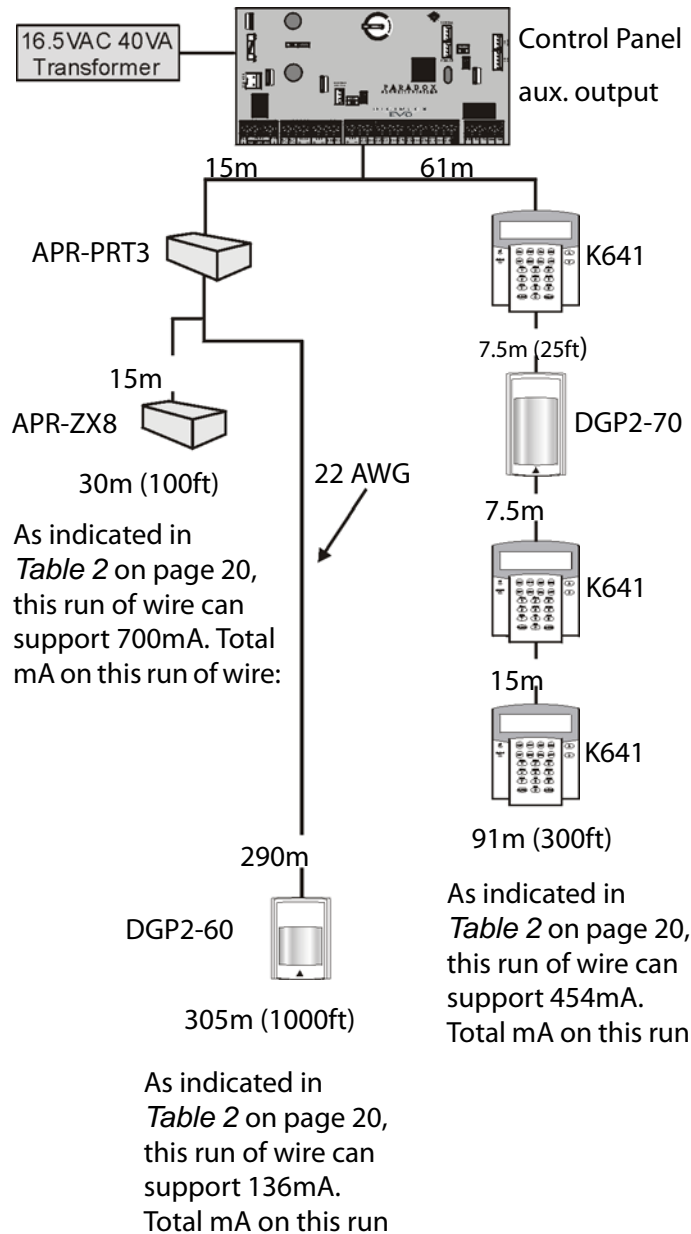 16.5VAC 40VA
Transformer
PARADOX
EVO
Control Panel
aux. output
15m
61m
APR-PRT3
K641
7.5m (25ft)
15m
DGP2-70
APR-ZX8
22 AWG
30m (100ft)
7.5m
As indicated in
Table 2 on page 20,
this run of wire can
support 700mA. Total
mA on this run of wire:
K641
15m
K641
91m (300ft)
290m
DGP2-60
As indicated in
Table 2 on page 20,
this run of wire can
support 454mA.
Total mA on this run
305m (1000ft)
As indicated in
Table 2 on page 20,
this run of wire can
support 136mA.
Total mA on this run